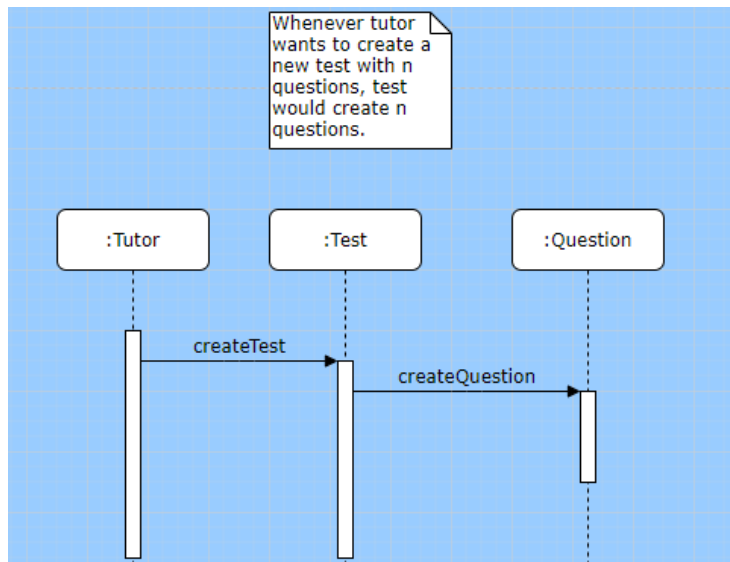 Whenever tutor
wants to create a
new test with n
questions, test
would create n
questions.
:Tutor
:Test
:Question
createTest
createQuestion